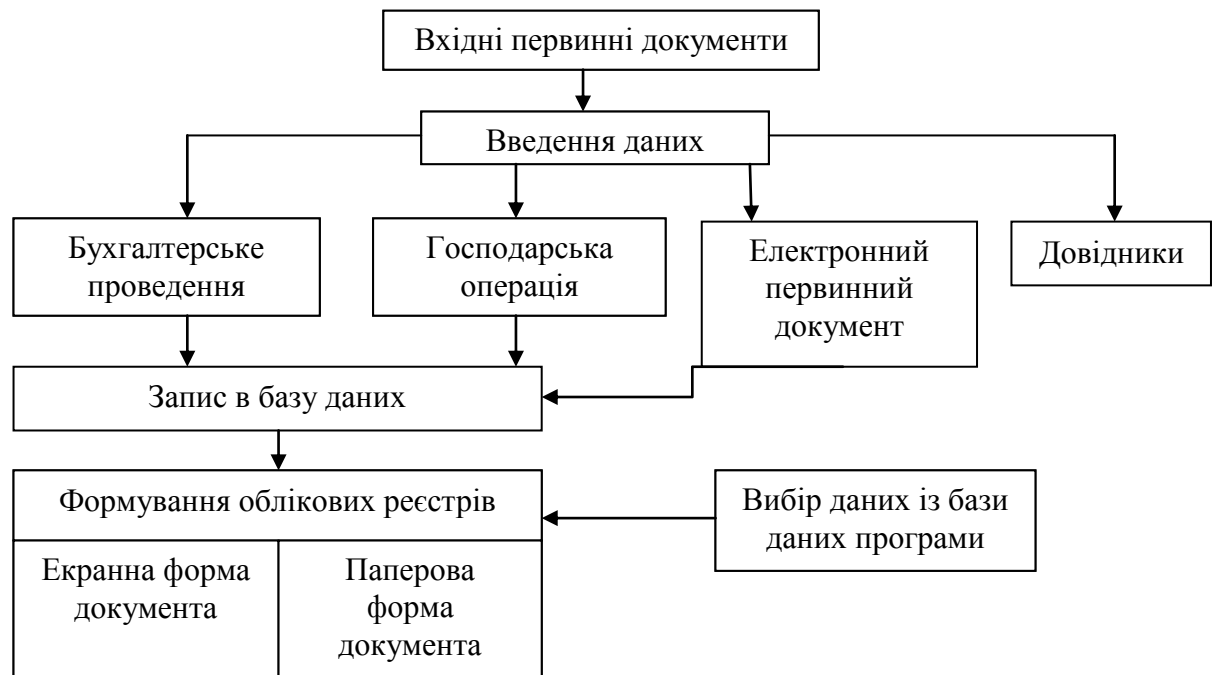 Вхідні первинні документи
Введення даних
Бухгалтерське
проведення
Господарська
операція
Електронний
первинний
документ
Довідники
Запис в базу даних
Формування облікових реєстрів
Вибір даних із бази
даних програми
Екранна форма
документа
Паперова
форма
документа